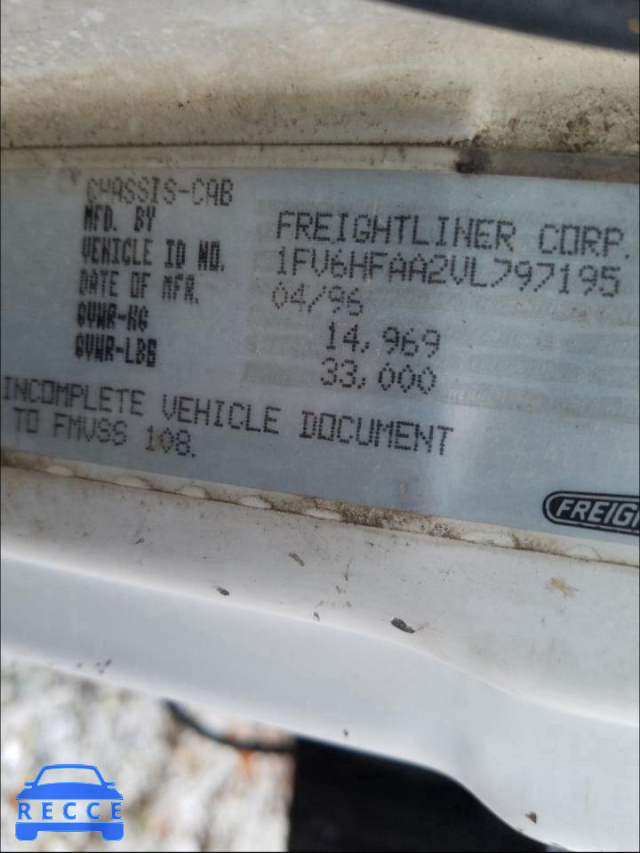 CHASSIS-CAB
MFD. BY FREIGHTLINER CORP.
VEHICLE ID NO. 1FV6HFAA2VL797195
DATE OF MFR. 04/96
GVWR-KG 14,969
GVWR-LBS 33,000
INCOMPLETE VEHICLE DOCUMENT
TO FMVSS 108.
FREIG
RECCE